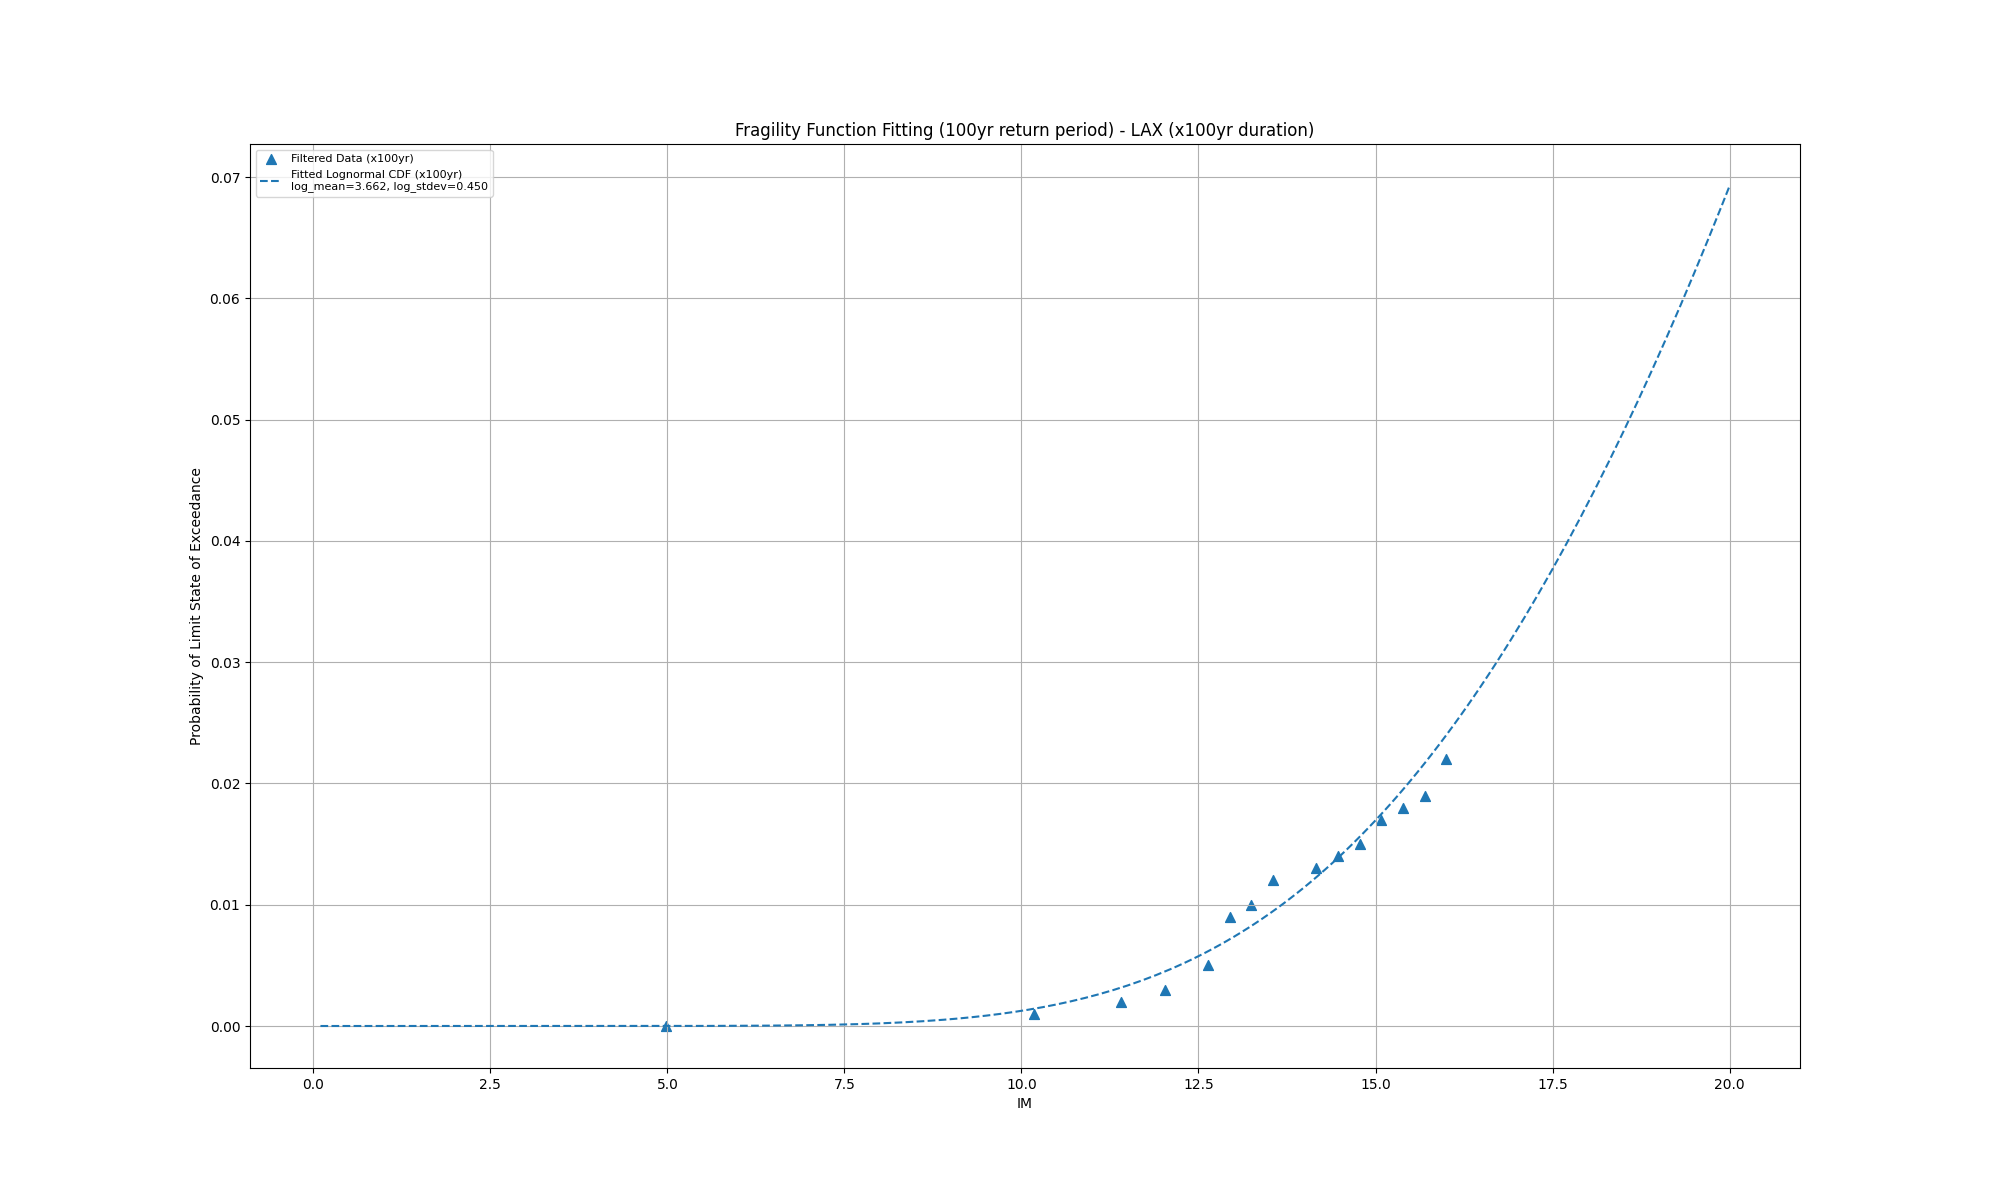 Fragility Function Fitting (100yr return period) - LAX (x100yr duration)
Filtered Data (x100yr)
Fitted Lognormal CDF (x100yr)
log_mean=3.662, log_stdev=0.450
Probability of Limit State of Exceedance
0.07
0.06
0.05
0.04
0.03
0.02
0.01
0.00
0.0 2.5 5.0 7.5 10.0 12.5 15.0 17.5 20.0
IM